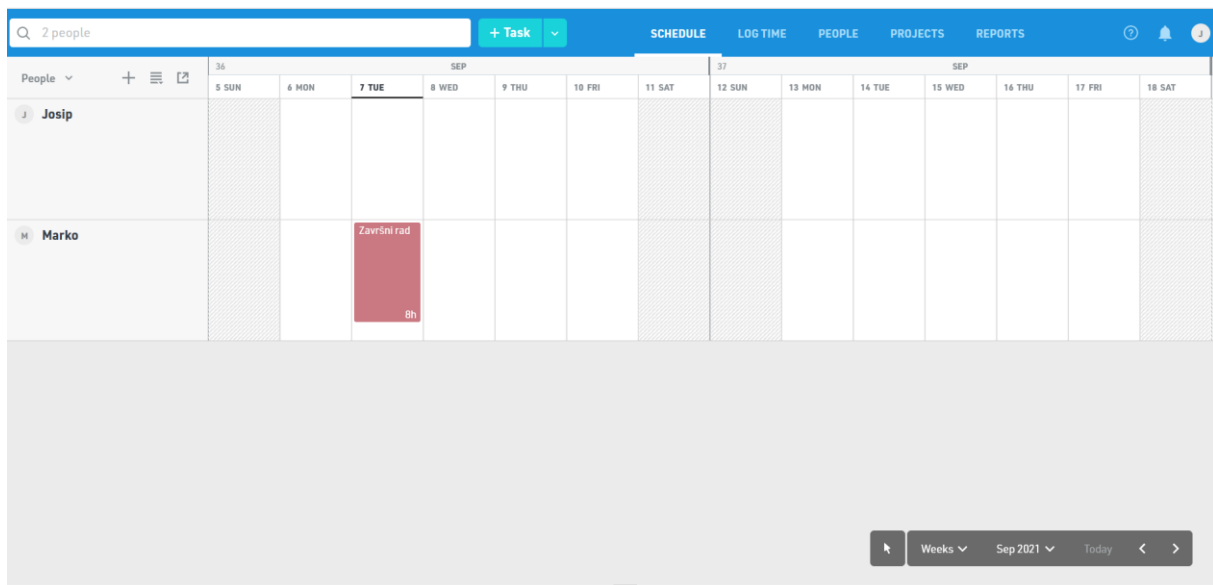 2 people
+ Task
SCHEDULE LOG TIME PEOPLE PROJECTS REPORTS
? J
People
36 SEP 37 SEP
5 SUN 6 MON 7 TUE 8 WED 9 THU 10 FRI 11 SAT 12 SUN 13 MON 14 TUE 15 WED 16 THU 17 FRI 18 SAT
J Josip
M Marko
Završni rad
8h
Weeks Sep 2021 Today